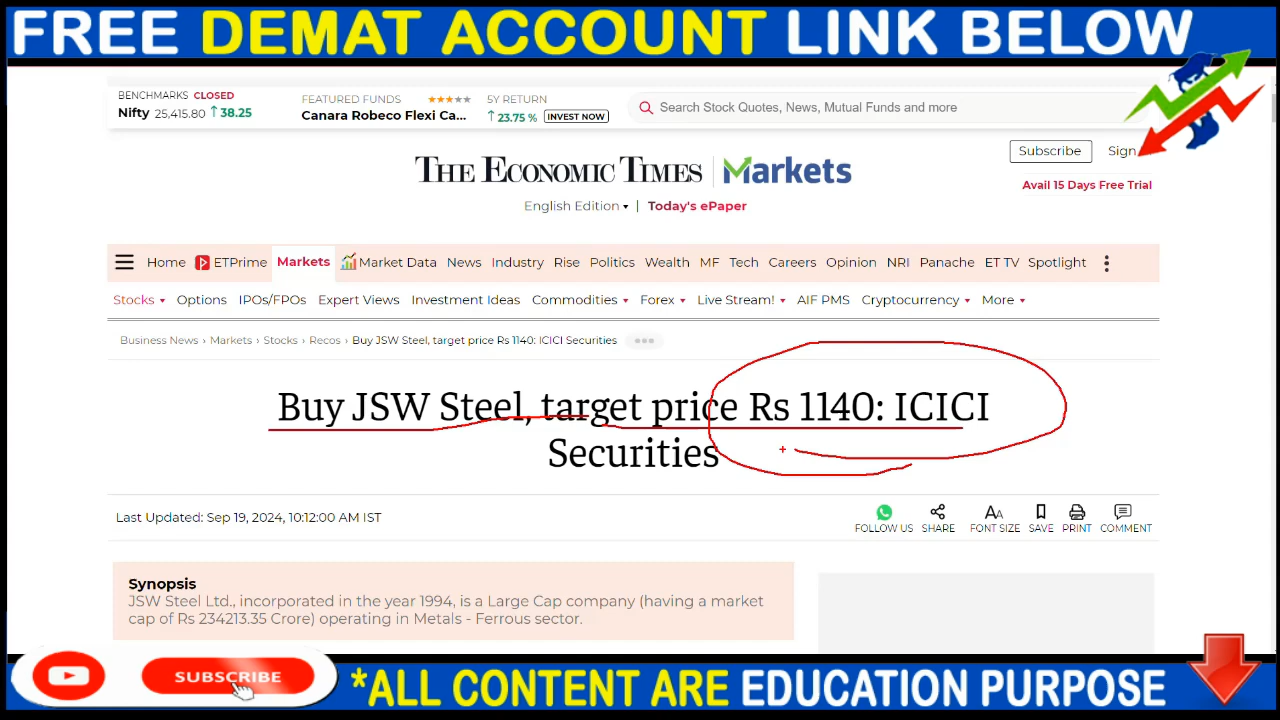 FREE DEMAT ACCOUNT LINK BELOW
BENCHMARKS CLOSED
Nifty 25,415.80 ↑38.25
FEATURED FUNDS ★★★★★
Canara Robeco Flexi Ca...
5Y RETURN
↑23.75 % INVEST NOW
Search Stock Quotes, News, Mutual Funds and more
THE ECONOMIC TIMES | Markets
Subscribe Sign
Avail 15 Days Free Trial
English Edition ▾ | Today's ePaper
Home ETPrime Markets Market Data News Industry Rise Politics Wealth MF Tech Careers Opinion NRI Panache ET TV Spotlight
Stocks ▾ Options IPOs/FPOs Expert Views Investment Ideas Commodities ▾ Forex ▾ Live Stream! ▾ AIF PMS Cryptocurrency ▾ More ▾
Business News › Markets › Stocks › Recos › Buy JSW Steel, target price Rs 1140: ICICI Securities
Buy JSW Steel, target price Rs 1140: ICICI
Securities
Last Updated: Sep 19, 2024, 10:12:00 AM IST
FOLLOW US SHARE FONT SIZE SAVE PRINT COMMENT
Synopsis
JSW Steel Ltd., incorporated in the year 1994, is a Large Cap company (having a market
cap of Rs 234213.35 Crore) operating in Metals - Ferrous sector.
SUBSCRIBE
*ALL CONTENT ARE EDUCATION PURPOSE